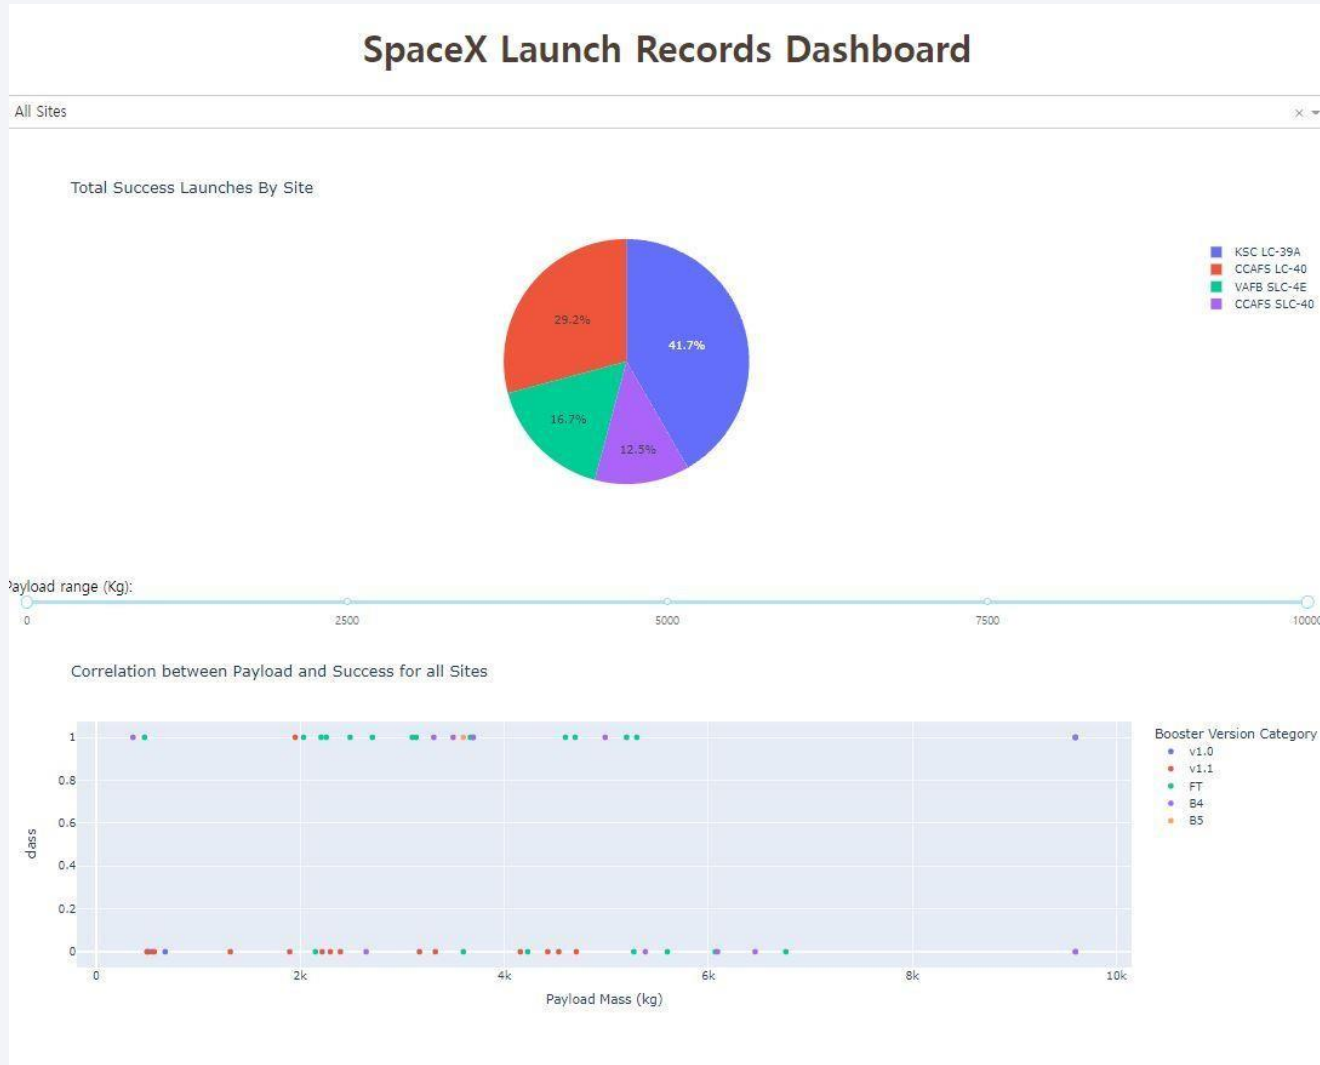 SpaceX Launch Records Dashboard
All Sites
×
Total Success Launches By Site
KSC LC-39A
CCAFS LC-40
VAFB SLC-4E
CCAFS SLC-40
29.2%
41.7%
16.7%
12.5%
Payload range (Kg):
0 2500 5000 7500 10000
Correlation between Payload and Success for all Sites
Booster Version Category
v1.0
v1.1
FT
B4
B5
class
1
0.8
0.6
0.4
0.2
0
0 2k 4k 6k 8k 10k
Payload Mass (kg)